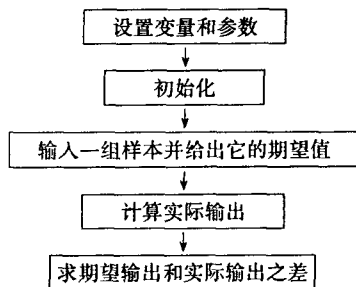 设置变量和参数
初始化
输入一组样本并给出它的期望值
计算实际输出
求期望输出和实际输出之差